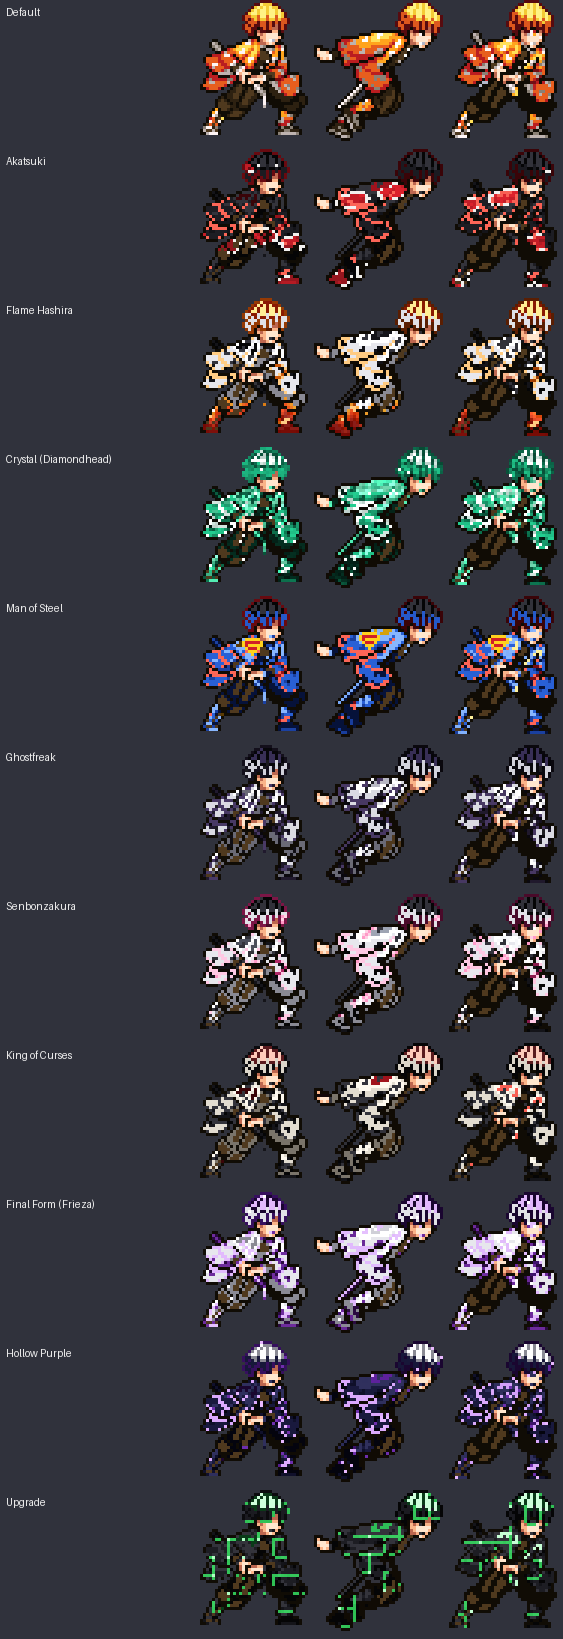 Default
Akatsuki
Flame Hashira
Crystal (Diamondhead)
Man of Steel
Ghostfreak
Senbonzakura
King of Curses
Final Form (Frieza)
Hollow Purple
Upgrade